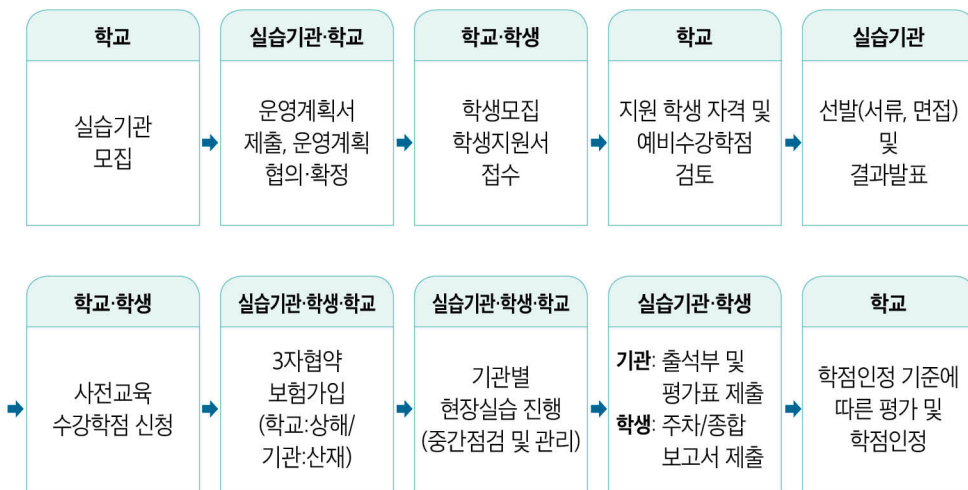 학교
실습기관
모집
실습기관·학교
운영계획서
제출, 운영계획
협의·확정
학교·학생
학생모집
학생지원서
접수
학교
지원 학생 자격 및
예비수강학점
검토
실습기관
선발(서류, 면접)
및
결과발표
학교·학생
사전교육
수강학점 신청
실습기관·학생·학교
3자협약
보험가입
(학교:상해/
기관:산재)
실습기관·학생·학교
기관별
현장실습 진행
(중간점검 및 관리)
실습기관·학생
기관: 출석부 및
평가표 제출
학생: 주차/종합
보고서 제출
학교
학점인정 기준에
따른 평가 및
학점인정